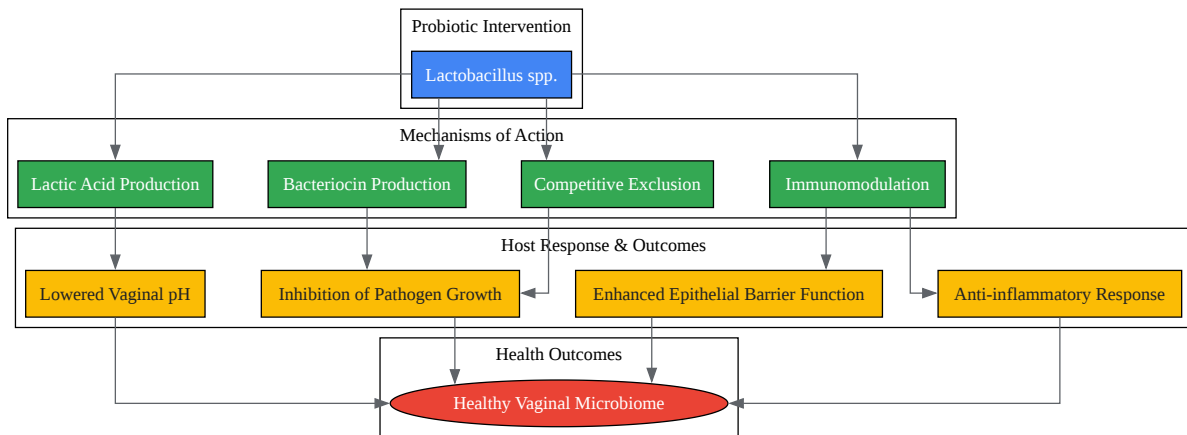 Probiotic Intervention
Lactobacillus spp.
Mechanisms of Action
Lactic Acid Production
Bacteriocin Production
Competitive Exclusion
Immunomodulation
Host Response & Outcomes
Lowered Vaginal pH
Inhibition of Pathogen Growth
Enhanced Epithelial Barrier Function
Anti-inflammatory Response
Health Outcomes
Healthy Vaginal Microbiome